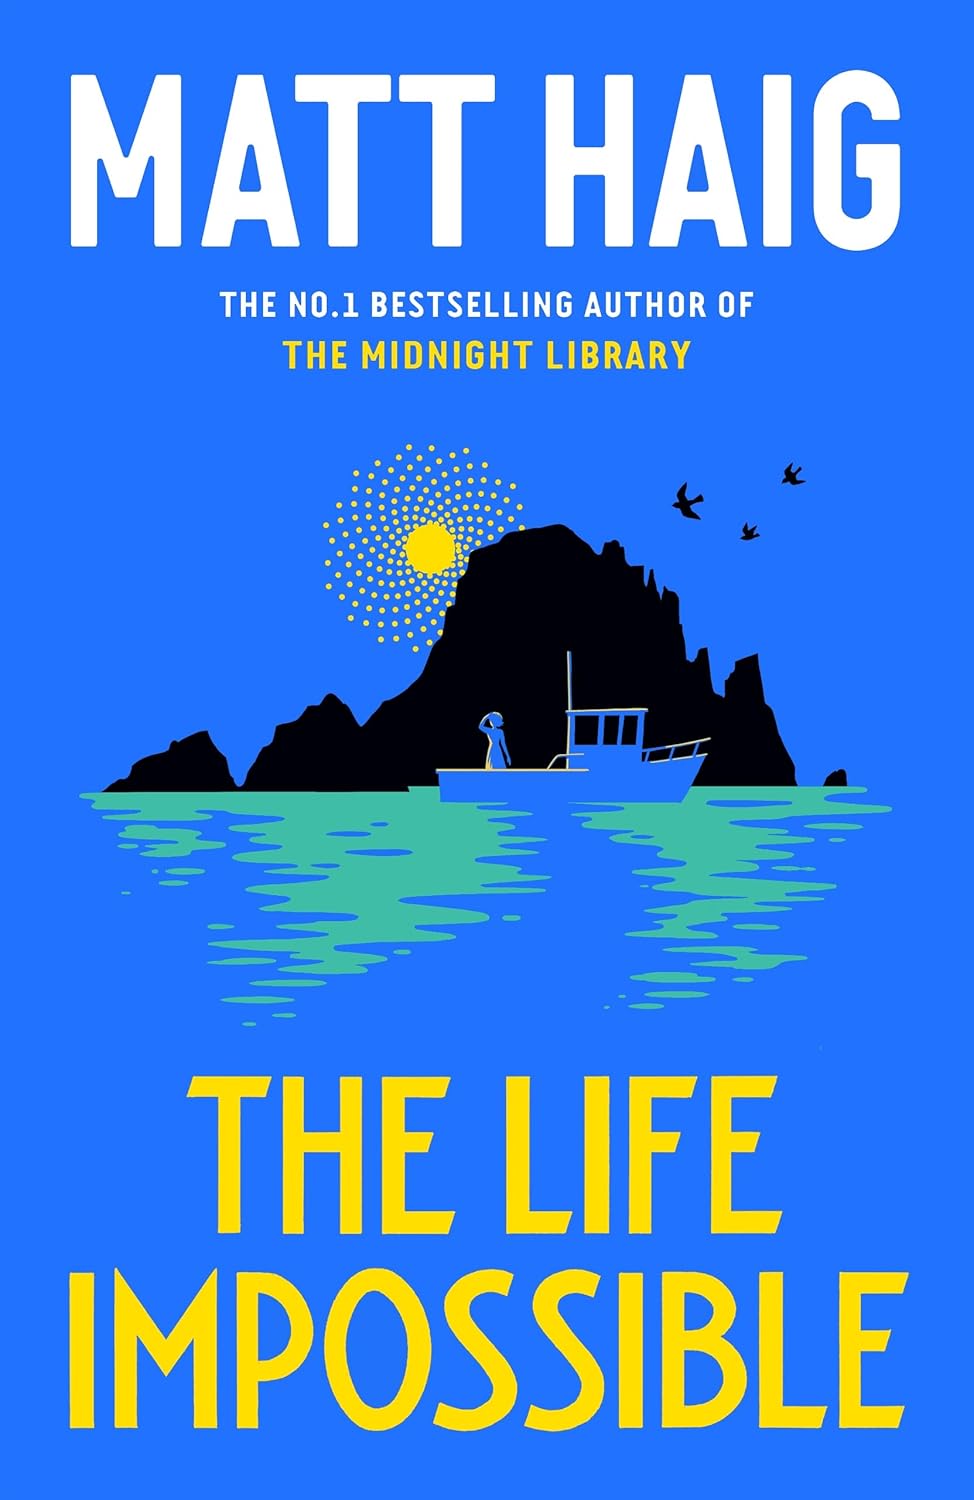 MATT HAIG
THE NO.1 BESTSELLING AUTHOR OF
THE MIDNIGHT LIBRARY
THE LIFE
IMPOSSIBLE